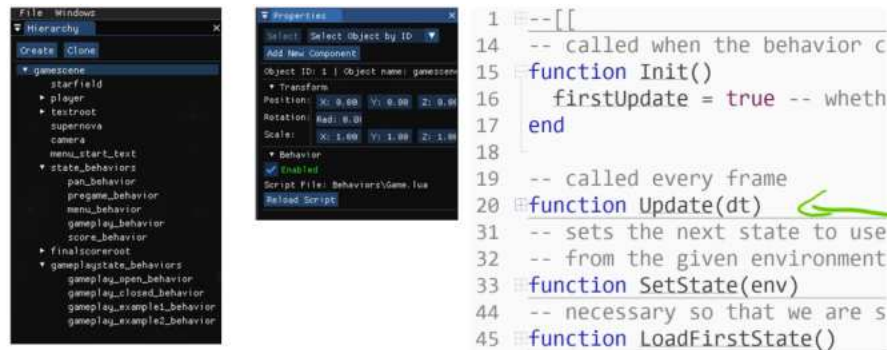 File Windows
Hierarchy
Create Clone
gamescene
starfield
player
textroot
supernova
camera
menu_start_text
state_behaviors
pan_behavior
pregame_behavior
menu_behavior
gameplay_behavior
score_behavior
finalscoreroot
gameplaystate_behaviors
gameplay_open_behavior
gameplay_closed_behavior
gameplay_example1_behavior
gameplay_example2_behavior
Properties
Select Select Object by ID
Add New Component
Object ID: 1 | Object name: gamescene
Transform
Position: X: 0.00 Y: 0.00 Z: 0.00
Rotation: Rad: 0.00
Scale: X: 1.00 Y: 1.00 Z: 1.00
Behavior
Enabled
Script File: Behaviors\Game.lua
Reload Script
1 --[[
14 -- called when the behavior c
15 function Init()
16 firstUpdate = true -- wheth
17 end
18
19 -- called every frame
20 function Update(dt)
31 -- sets the next state to use
32 -- from the given environment
33 function SetState(env)
44 -- necessary so that we are s
45 function LoadFirstState()